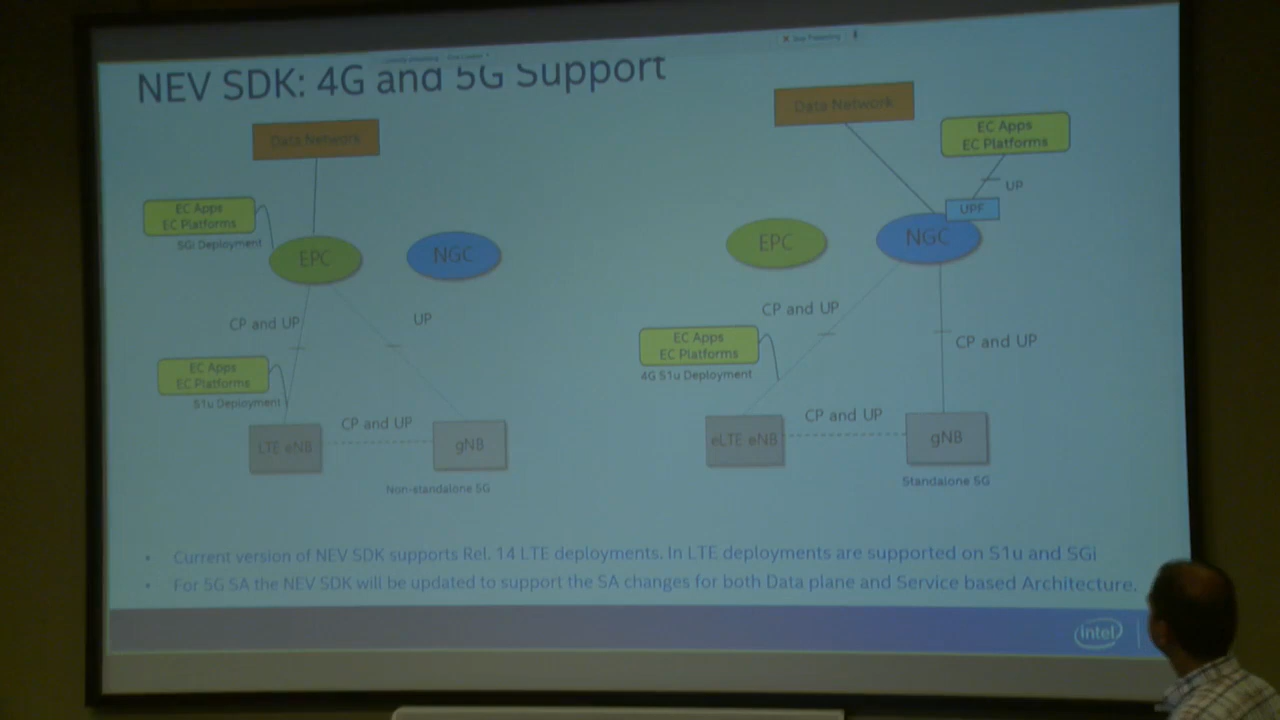 NEV SDK: 4G and 5G Support
Stop Presenting
Data Network
EC Apps
EC Platforms
SGi Deployment
EPC
NGC
CP and UP
UP
EC Apps
EC Platforms
S1u Deployment
CP and UP
LTE eNB
gNB
Non-standalone 5G
Data Network
EC Apps
EC Platforms
UP
UPF
EPC
NGC
CP and UP
CP and UP
EC Apps
EC Platforms
4G S1u Deployment
CP and UP
eLTE eNB
gNB
Standalone 5G
• Current version of NEV SDK supports Rel. 14 LTE deployments. In LTE deployments are supported on S1u and SGi
• For 5G SA the NEV SDK will be updated to support the SA changes for both Data plane and Service based Architecture.
intel